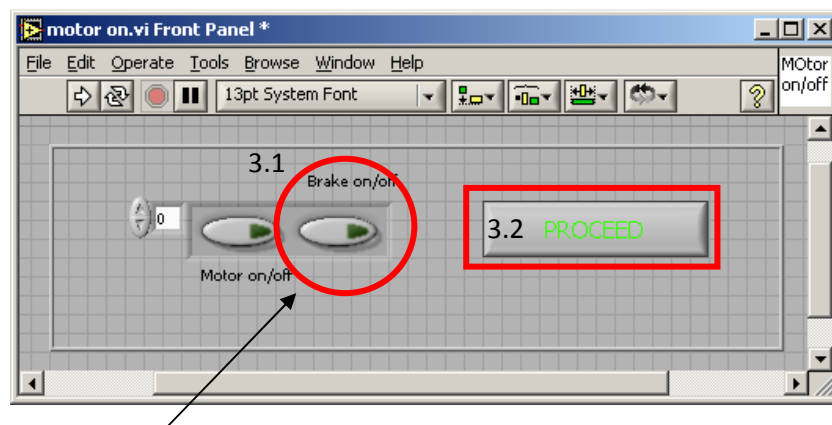 motor on.vi Front Panel *
File Edit Operate Tools Browse Window Help
MOtor
on/off
13pt System Font
3.1
Brake on/off
0
3.2 PROCEED
Motor on/off